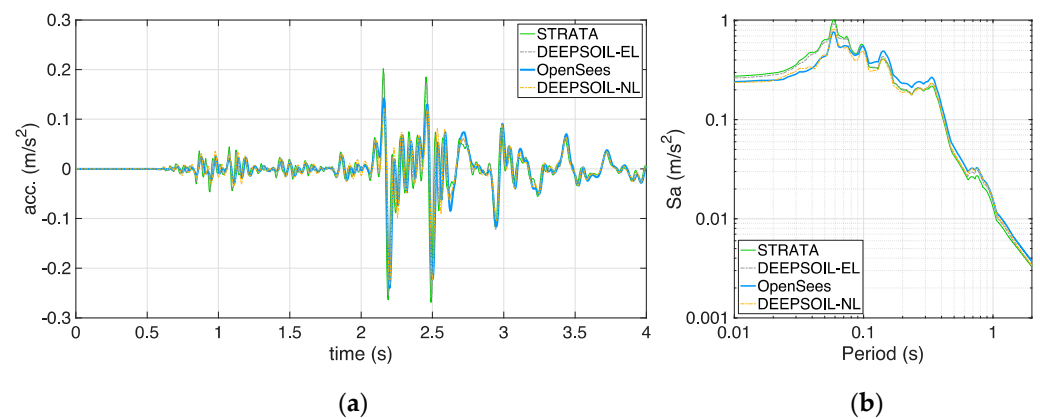 0.3
0.2
0.1
0
-0.1
-0.2
-0.3
acc. (m/s²)
0 0.5 1 1.5 2 2.5 3 3.5 4
time (s)
STRATA
DEEPSOIL-EL
OpenSees
DEEPSOIL-NL
(a)
1
0.1
0.01
0.001
Sa (m/s²)
0.01 0.1 1
Period (s)
STRATA
DEEPSOIL-EL
OpenSees
DEEPSOIL-NL
(b)